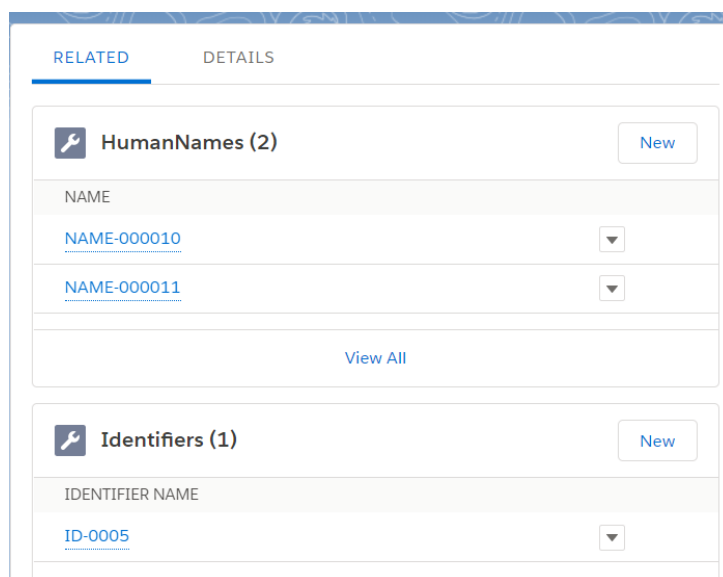 RELATED DETAILS
HumanNames (2) New
NAME
NAME-000010
NAME-000011
View All
Identifiers (1) New
IDENTIFIER NAME
ID-0005